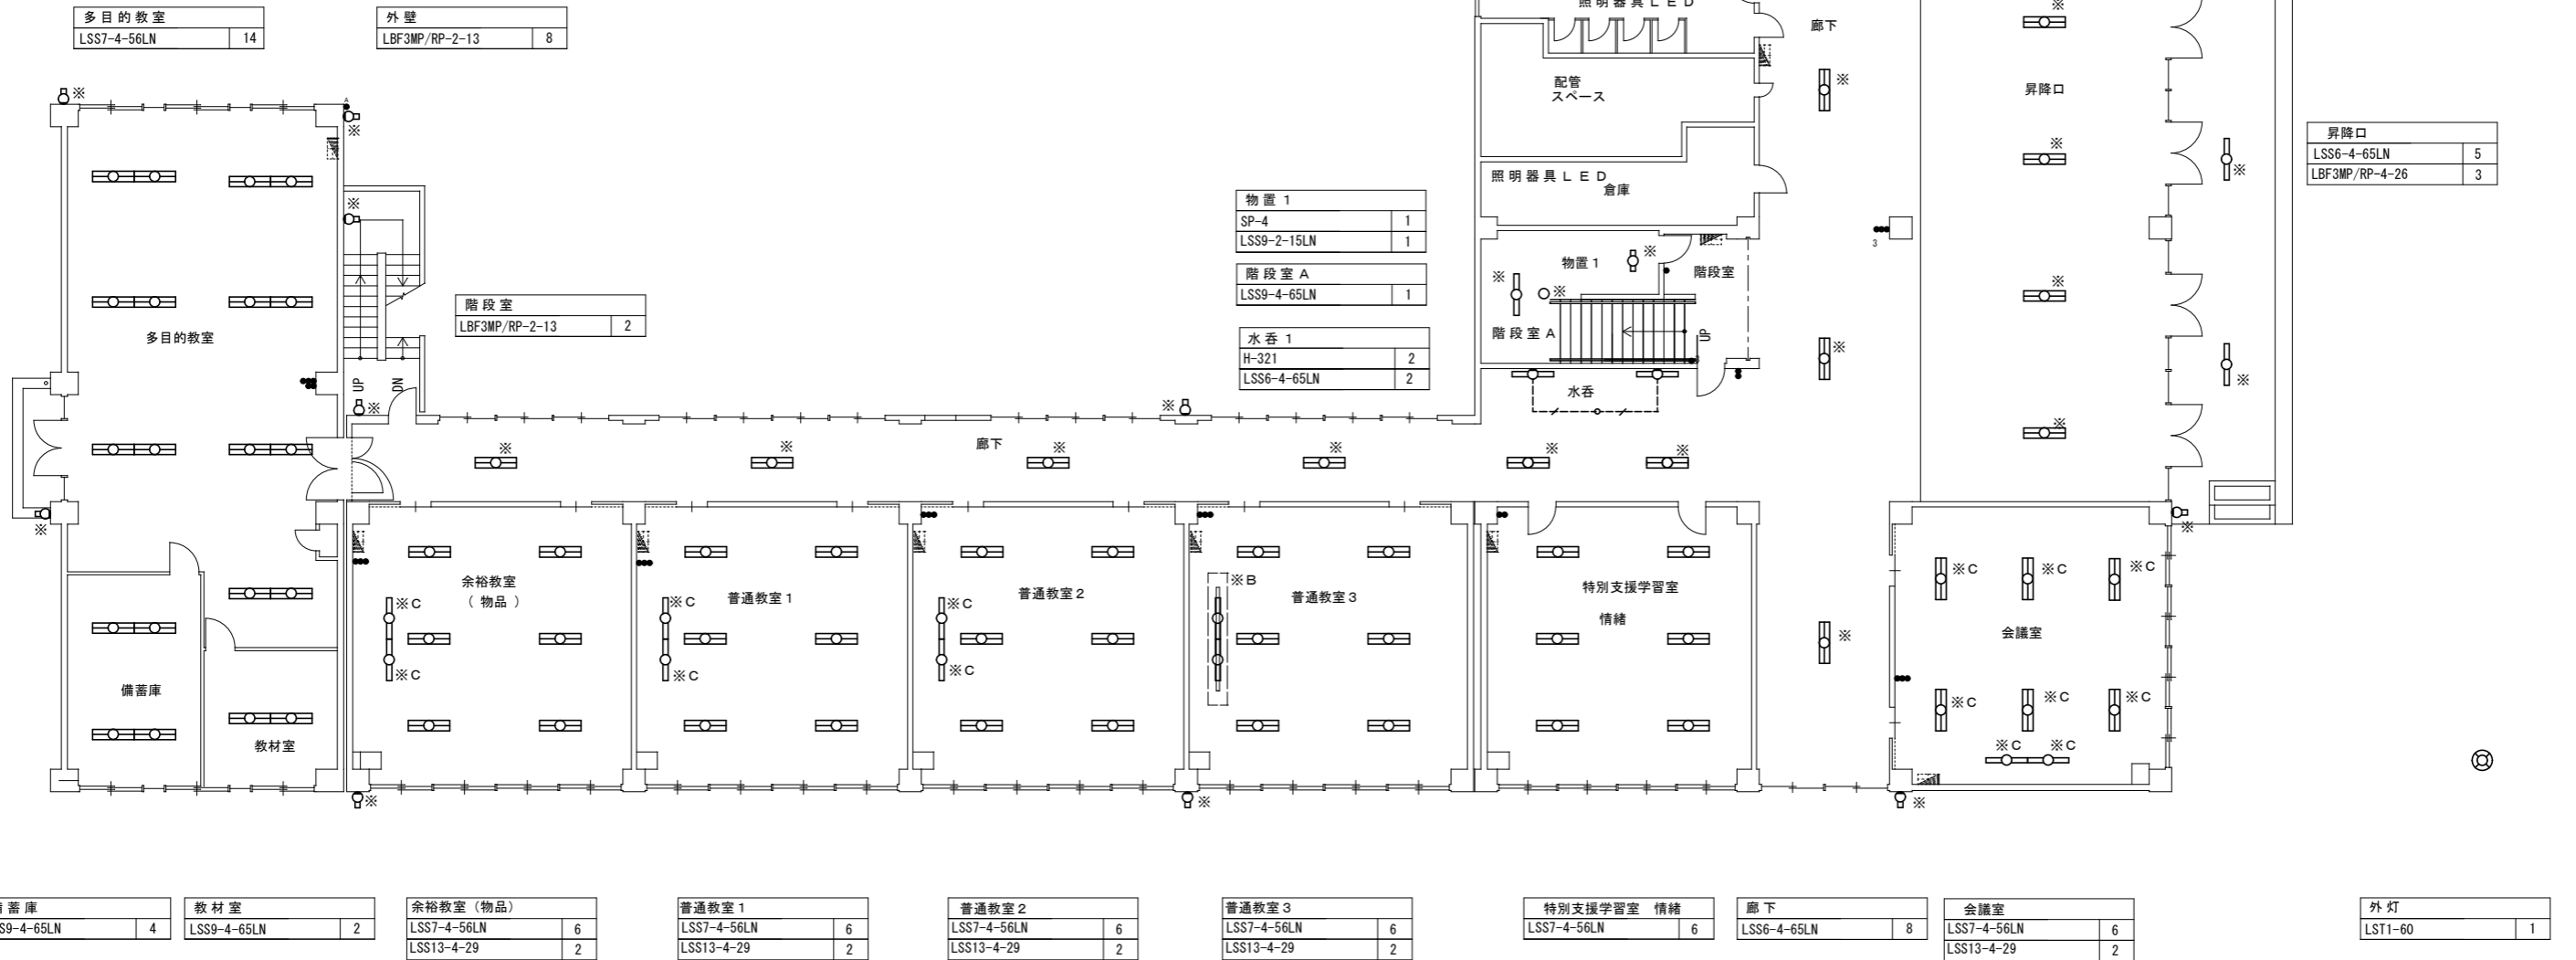 多目的教室
LSS7-4-56LN 14
外壁
LBF3MP/RP-2-13 8
照明器具LED
廊下
※
配管
スペース
※
昇降口
※
※
※
A
※
※
※
昇降口
LSS6-4-65LN 5
LBF3MP/RP-4-26 3
照明器具LED
倉庫
物置1
SP-4 1
LSS9-2-15LN 1
階段室A
LSS9-4-65LN 1
水呑1
H-321 2
LSS6-4-65LN 2
物置1
※
※
※
階段室
階段室A
UP
3
※
※
※
階段室
LBF3MP/RP-2-13 2
多目的教室
UP
DN
※
※
水呑
※
※
廊下
※
※
※
※
※
※
※
※
余裕教室
(物品)
※C
※C
普通教室1
※C
※C
普通教室2
※C
※C
普通教室3
※B
特別支援学習室
情緒
※
会議室
※C
※C
※C
※C
※C
※C
※C
※C
※
備蓄庫
教材室
※
※
※
蓄庫
S9-4-65LN 4
教材室
LSS9-4-65LN 2
余裕教室(物品)
LSS7-4-56LN 6
LSS13-4-29 2
普通教室1
LSS7-4-56LN 6
LSS13-4-29 2
普通教室2
LSS7-4-56LN 6
LSS13-4-29 2
普通教室3
LSS7-4-56LN 6
LSS13-4-29 2
特別支援学習室 情緒
LSS7-4-56LN 6
廊下
LSS6-4-65LN 8
会議室
LSS7-4-56LN 6
LSS13-4-29 2
外灯
LST1-60 1